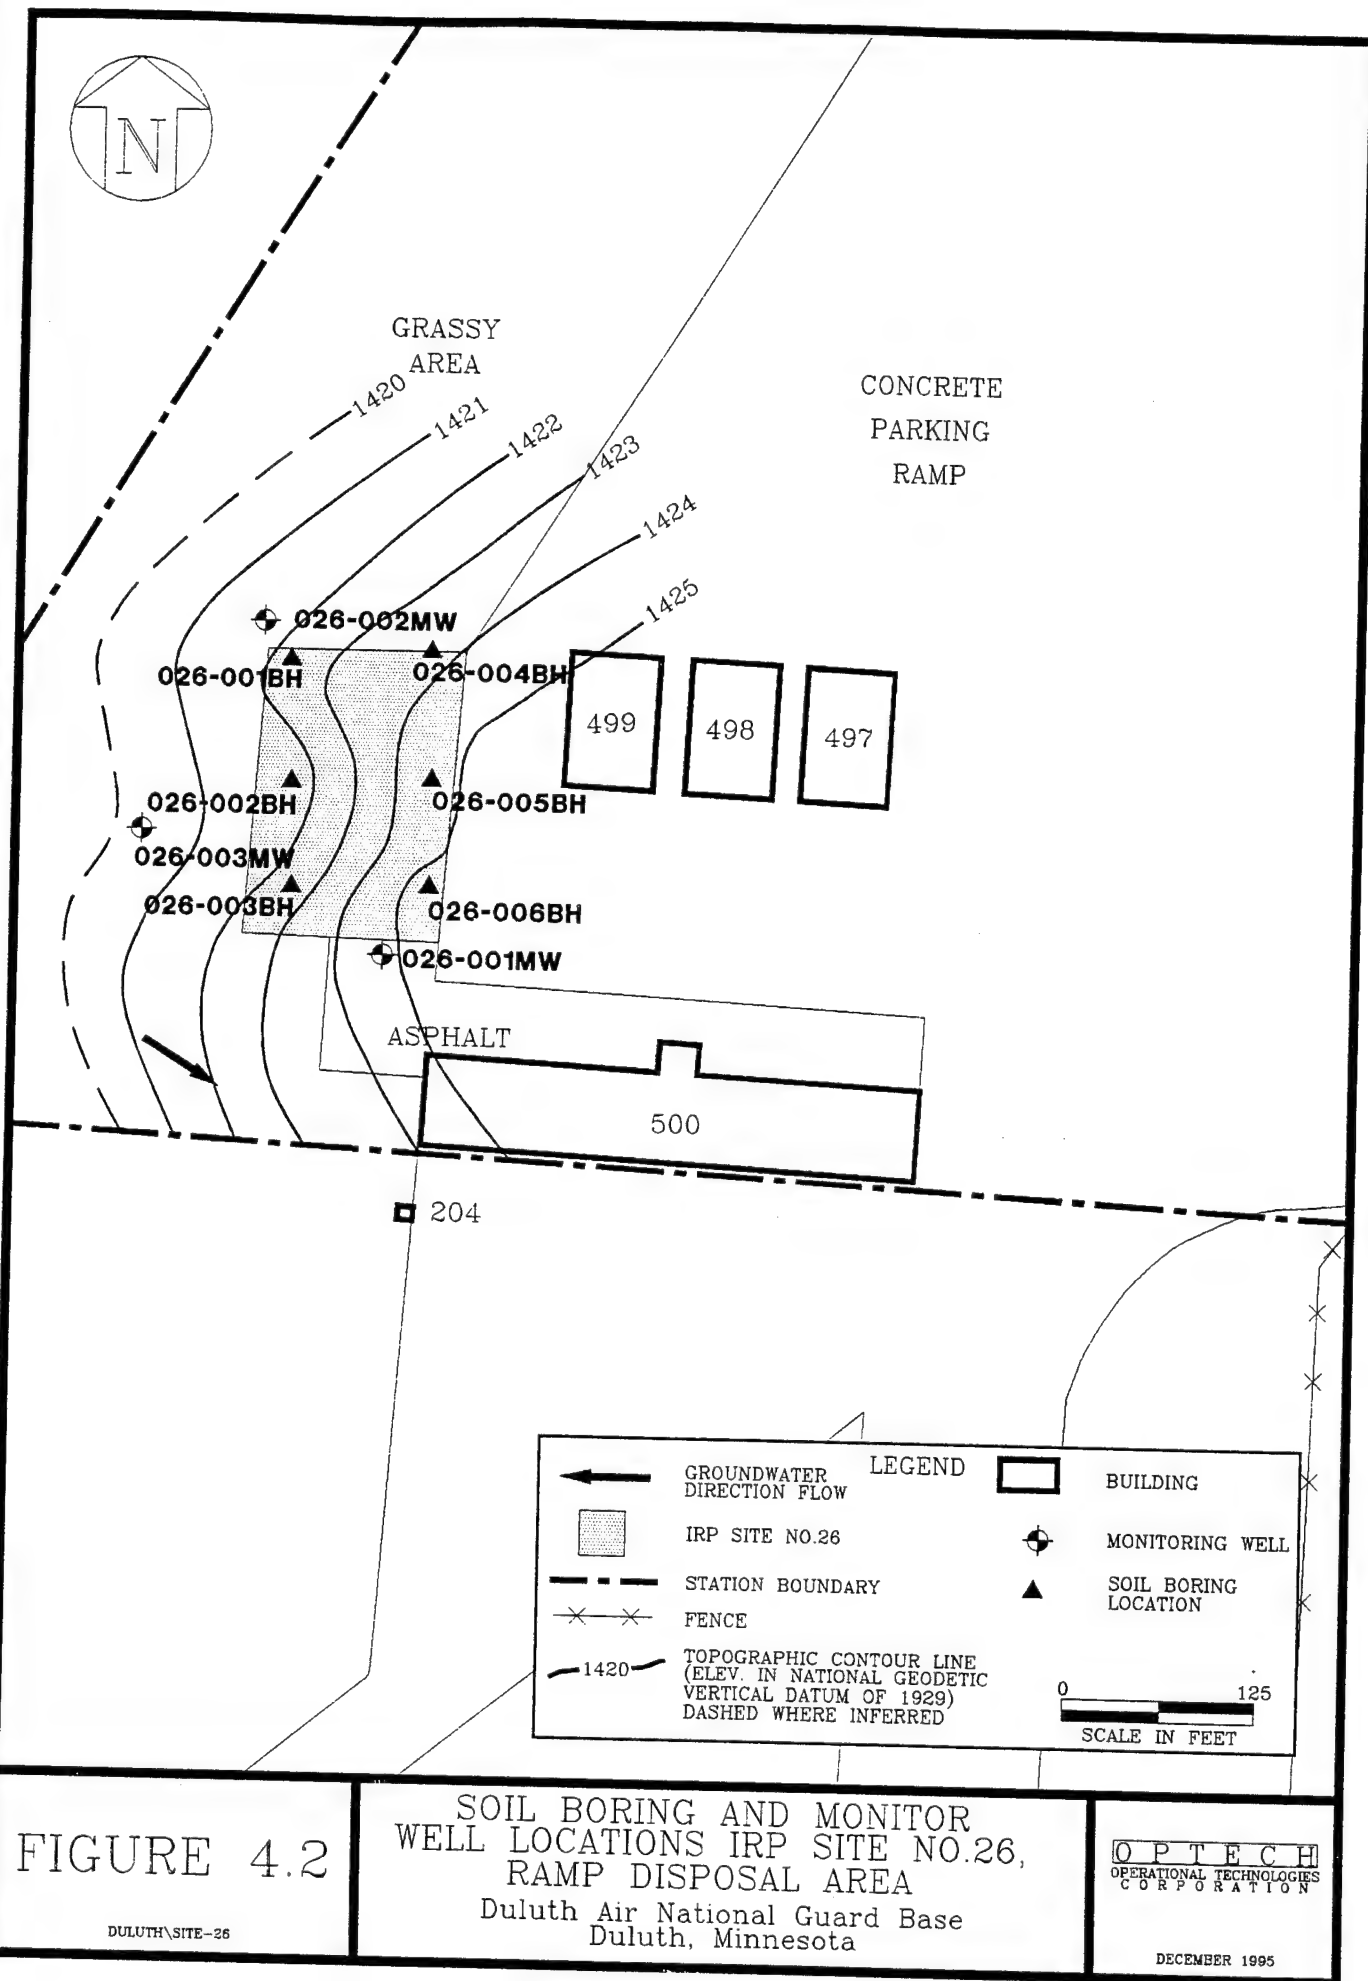 N
GRASSY
AREA
CONCRETE
PARKING
RAMP
1420
1421
1422
1423
1424
1425
026-002MW
026-001BH
026-004BH
499
498
497
026-002BH
026-005BH
026-003MW
026-003BH
026-006BH
026-001MW
ASPHALT
500
204
LEGEND
GROUNDWATER
DIRECTION FLOW
BUILDING
IRP SITE NO.26
MONITORING WELL
STATION BOUNDARY
SOIL BORING
LOCATION
FENCE
1420
TOPOGRAPHIC CONTOUR LINE
(ELEV. IN NATIONAL GEODETIC
VERTICAL DATUM OF 1929)
DASHED WHERE INFERRED
0 125
SCALE IN FEET
FIGURE 4.2
DULUTH\SITE-26
SOIL BORING AND MONITOR
WELL LOCATIONS IRP SITE NO.26,
RAMP DISPOSAL AREA
Duluth Air National Guard Base
Duluth, Minnesota
OPTECH
OPERATIONAL TECHNOLOGIES
CORPORATION
DECEMBER 1995